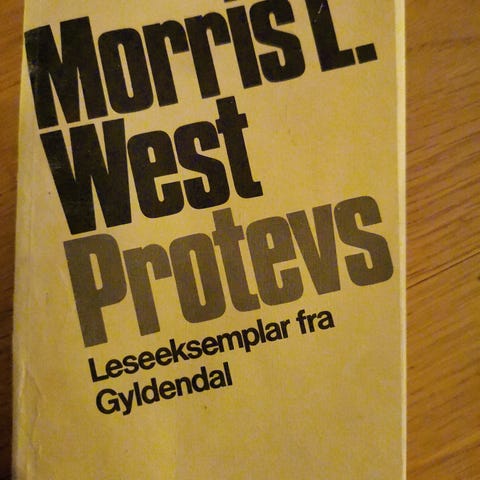 Morris L.
West
Protevs
Leseeksemplar fra
Gyldendal